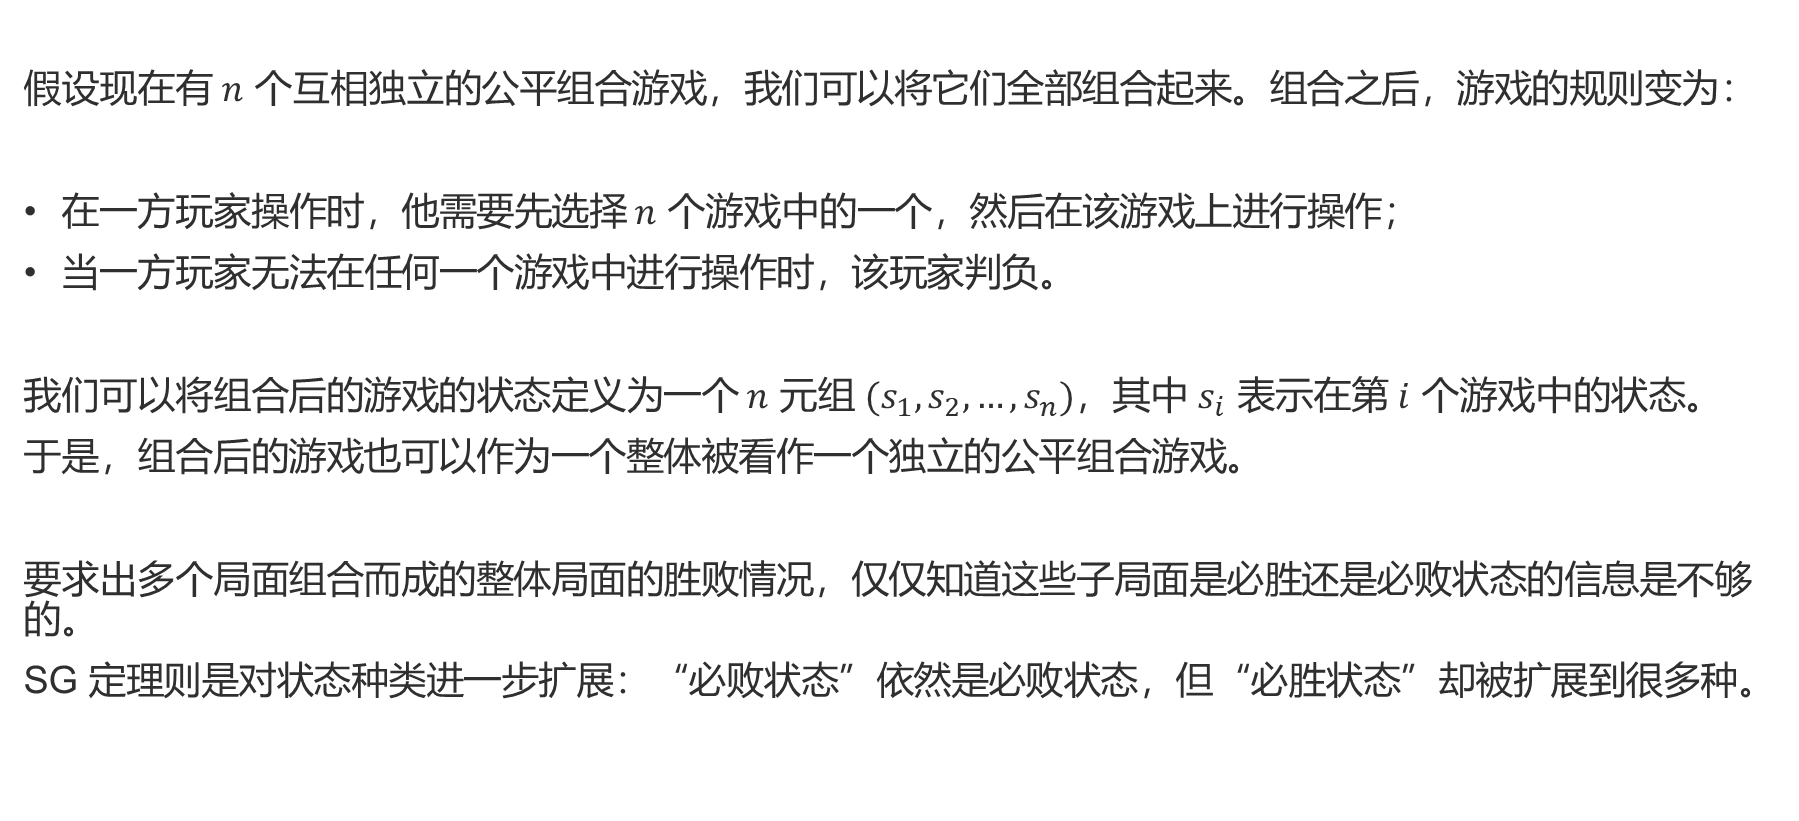 假设现在有 n 个互相独立的公平组合游戏，我们可以将它们全部组合起来。组合之后，游戏的规则变为：
• 在一方玩家操作时，他需要先选择 n 个游戏中的一个，然后在该游戏上进行操作；
• 当一方玩家无法在任何一个游戏中进行操作时，该玩家判负。
我们可以将组合后的游戏的状态定义为一个 n 元组 (s₁, s₂, …, sₙ)，其中 sᵢ 表示在第 i 个游戏中的状态。
于是，组合后的游戏也可以作为一个整体被看作一个独立的公平组合游戏。
要求出多个局面组合而成的整体局面的胜败情况，仅仅知道这些子局面是必胜还是必败状态的信息是不够
的。
SG 定理则是对状态种类进一步扩展：“必败状态”依然是必败状态，但“必胜状态”却被扩展到很多种。